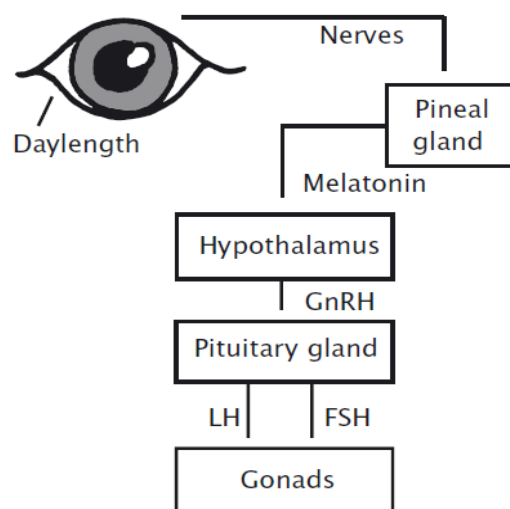 Nerves
Pineal
gland
Daylength
Melatonin
Hypothalamus
GnRH
Pituitary gland
LH FSH
Gonads